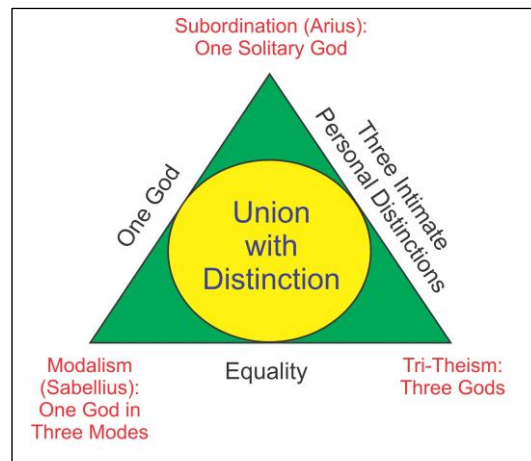 Subordination (Arius):
One Solitary God
One God
Three Intimate
Personal Distinctions
Union
with
Distinction
Modalism
(Sabellius):
One God in
Three Modes
Equality
Tri-Theism:
Three Gods